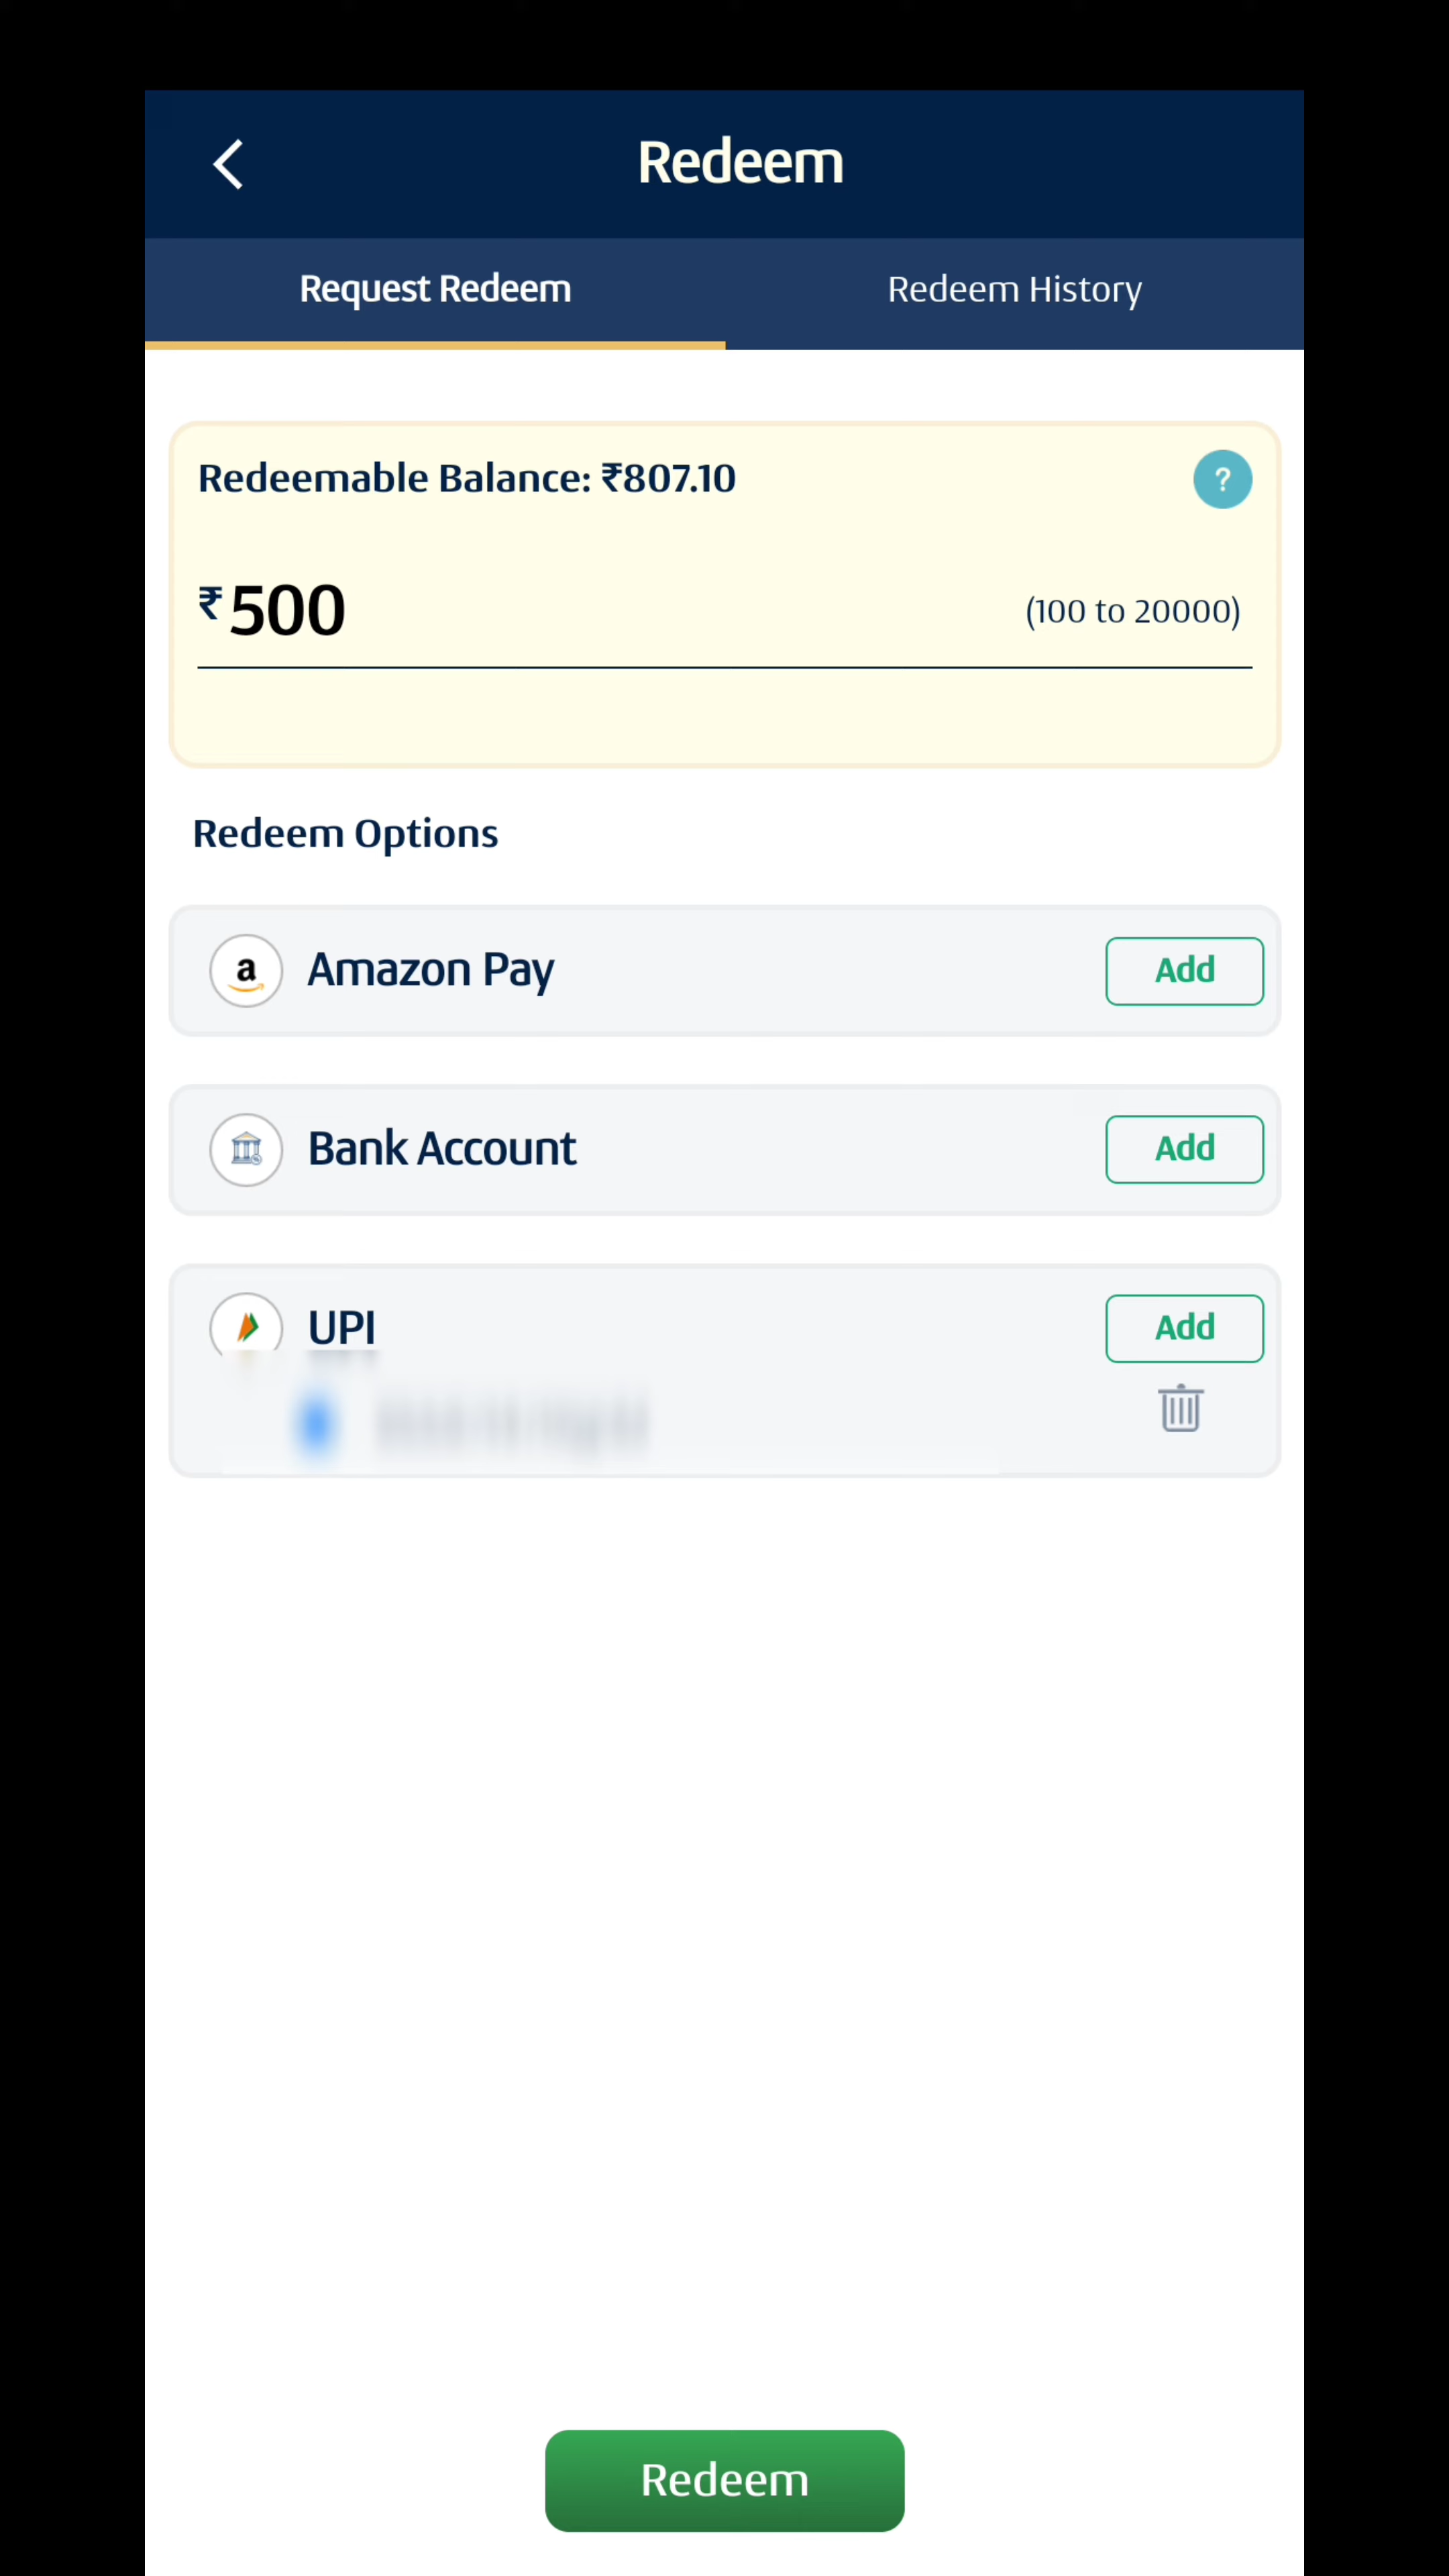 Redeem
Request Redeem
Redeem History
Redeemable Balance: ₹807.10
?
₹500
(100 to 20000)
Redeem Options
a
Amazon Pay
Add
Bank Account
Add
UPI
Add
Redeem